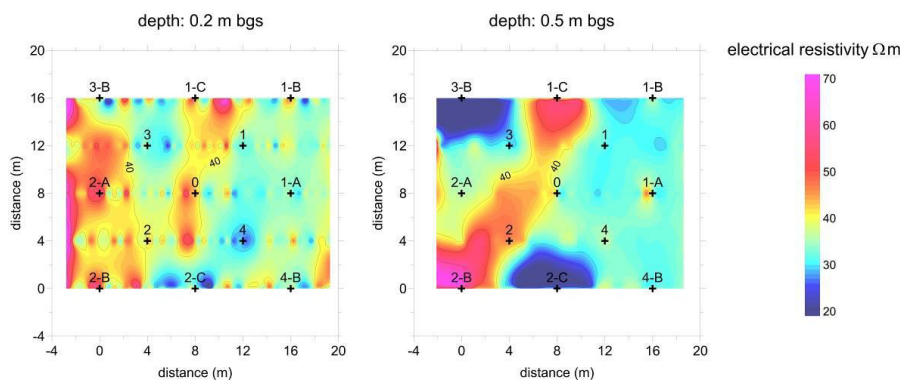 depth: 0.2 m bgs
depth: 0.5 m bgs
electrical resistivity Ωm
20
16
12
8
4
0
-4
distance (m)
3-B 1-C 1-B
3 1
2-A 0 1-A
2 4
2-B 2-C 4-B
40 40
-4 0 4 8 12 16 20
distance (m)
20
16
12
8
4
0
-4
distance (m)
3-B 1-C 1-B
3 1
2-A 0 1-A
2 4
2-B 2-C 4-B
40 40
-4 0 4 8 12 16 20
distance (m)
70
60
50
40
30
20